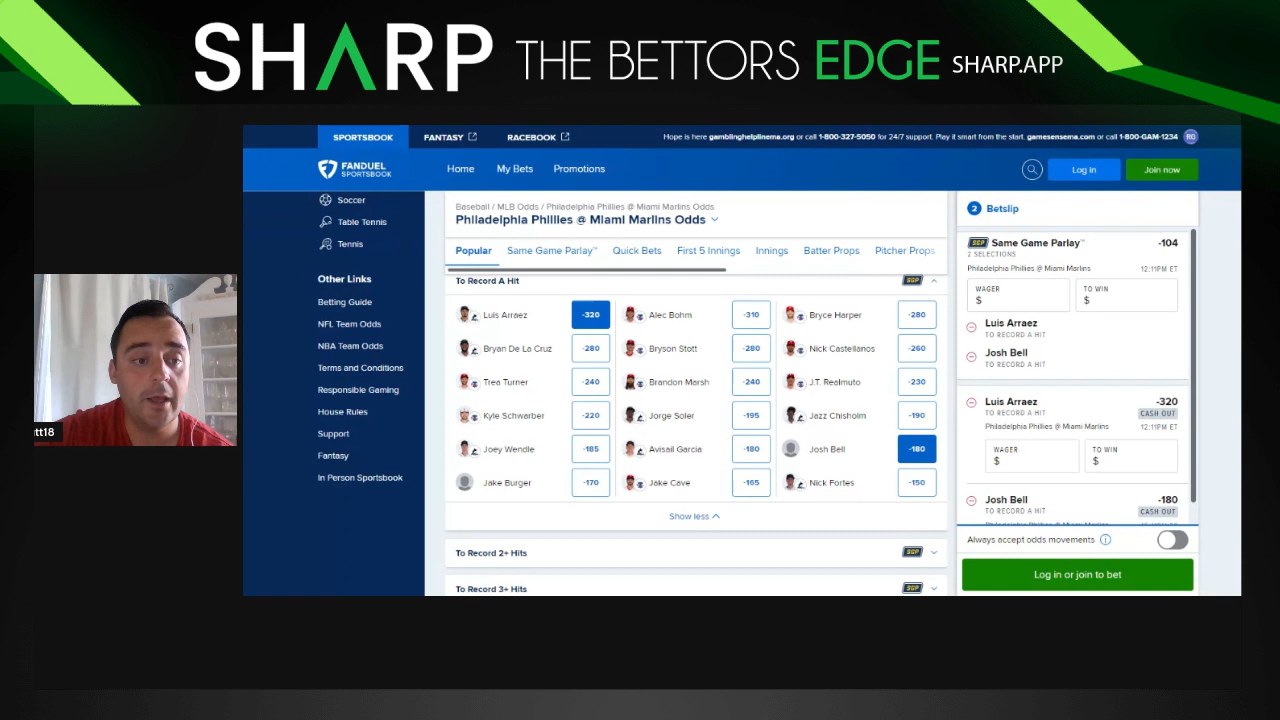 SHARP THE BETTORS EDGE SHARP.APP
SPORTSBOOK FANTASY RACEBOOK Hope is here gamblinghelplinema.org or call 1-800-327-5050 for 24/7 support. Play it smart from the start. gamesensema.com or call 1-800-GAM-1234 RG
FANDUEL
SPORTSBOOK
Home My Bets Promotions Log in Join now
Soccer
Table Tennis
Tennis
Other Links
Betting Guide
NFL Team Odds
NBA Team Odds
Terms and Conditions
Responsible Gaming
House Rules
Support
Fantasy
In Person Sportsbook
tt18
Baseball / MLB Odds / Philadelphia Phillies @ Miami Marlins Odds
Philadelphia Phillies @ Miami Marlins Odds
Popular Same Game Parlay™ Quick Bets First 5 Innings Innings Batter Props Pitcher Props
To Record A Hit SGP
Luis Arraez -320 Alec Bohm -310 Bryce Harper -280
Bryan De La Cruz -280 Bryson Stott -280 Nick Castellanos -260
Trea Turner -240 Brandon Marsh -240 J.T. Realmuto -230
Kyle Schwarber -220 Jorge Soler -195 Jazz Chisholm -190
Joey Wendle -185 Avisail Garcia -180 Josh Bell -180
Jake Burger -170 Jake Cave -165 Nick Fortes -150
Show less
To Record 2+ Hits SGP
To Record 3+ Hits SGP
2 Betslip
SGP Same Game Parlay™ -104
2 SELECTIONS
Philadelphia Phillies @ Miami Marlins 12:11PM ET
WAGER TO WIN
$ $
Luis Arraez
TO RECORD A HIT
Josh Bell
TO RECORD A HIT
Luis Arraez -320
TO RECORD A HIT CASH OUT
Philadelphia Phillies @ Miami Marlins 12:11PM ET
WAGER TO WIN
$ $
Josh Bell -180
TO RECORD A HIT CASH OUT
Always accept odds movements
Log in or join to bet